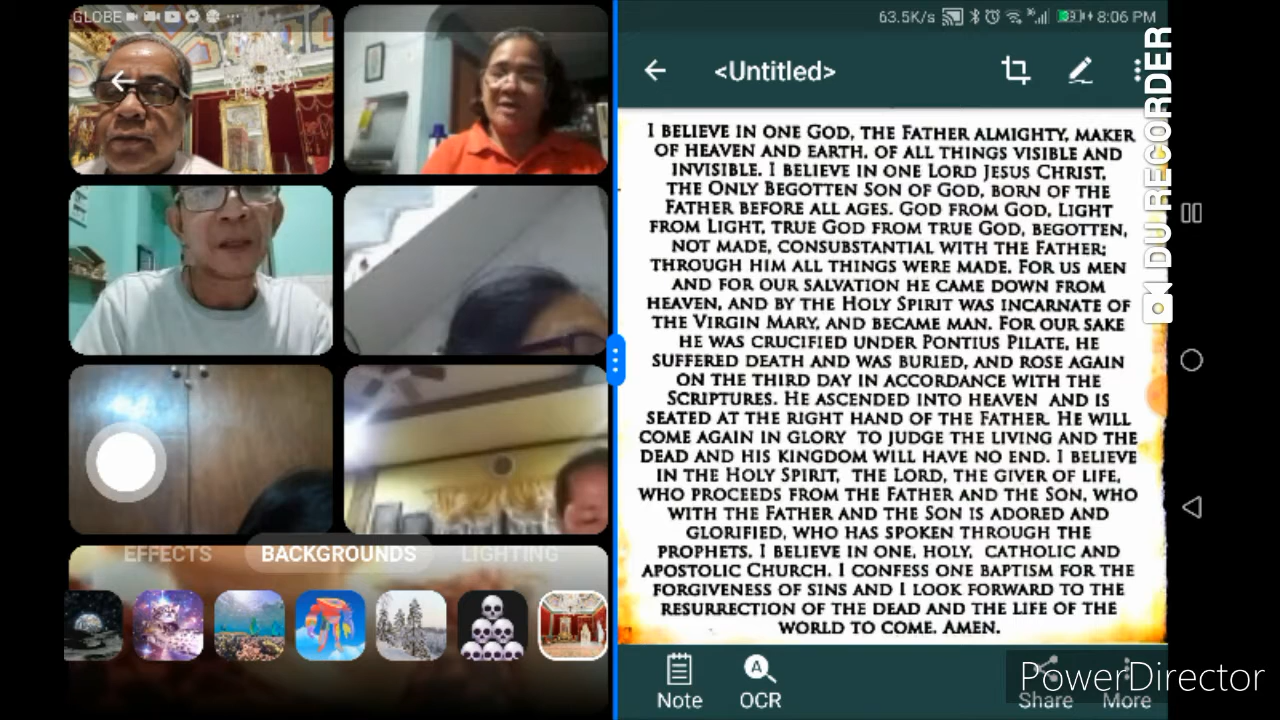 GLOBE
63.5K/s
8:06 PM
<Untitled>
DU RECORDER
I BELIEVE IN ONE GOD, THE FATHER ALMIGHTY, MAKER
OF HEAVEN AND EARTH, OF ALL THINGS VISIBLE AND
INVISIBLE. I BELIEVE IN ONE LORD JESUS CHRIST,
THE ONLY BEGOTTEN SON OF GOD, BORN OF THE
FATHER BEFORE ALL AGES. GOD FROM GOD, LIGHT
FROM LIGHT, TRUE GOD FROM TRUE GOD, BEGOTTEN,
NOT MADE, CONSUBSTANTIAL WITH THE FATHER;
THROUGH HIM ALL THINGS WERE MADE. FOR US MEN
AND FOR OUR SALVATION HE CAME DOWN FROM
HEAVEN, AND BY THE HOLY SPIRIT WAS INCARNATE OF
THE VIRGIN MARY, AND BECAME MAN. FOR OUR SAKE
HE WAS CRUCIFIED UNDER PONTIUS PILATE, HE
SUFFERED DEATH AND WAS BURIED, AND ROSE AGAIN
ON THE THIRD DAY IN ACCORDANCE WITH THE
SCRIPTURES. HE ASCENDED INTO HEAVEN AND IS
SEATED AT THE RIGHT HAND OF THE FATHER. HE WILL
COME AGAIN IN GLORY TO JUDGE THE LIVING AND THE
DEAD AND HIS KINGDOM WILL HAVE NO END. I BELIEVE
IN THE HOLY SPIRIT, THE LORD, THE GIVER OF LIFE,
WHO PROCEEDS FROM THE FATHER AND THE SON, WHO
WITH THE FATHER AND THE SON IS ADORED AND
GLORIFIED, WHO HAS SPOKEN THROUGH THE
PROPHETS. I BELIEVE IN ONE, HOLY, CATHOLIC AND
APOSTOLIC CHURCH. I CONFESS ONE BAPTISM FOR THE
FORGIVENESS OF SINS AND I LOOK FORWARD TO THE
RESURRECTION OF THE DEAD AND THE LIFE OF THE
WORLD TO COME. AMEN.
EFFECTS BACKGROUNDS LIGHTING
Note OCR Share More
PowerDirector